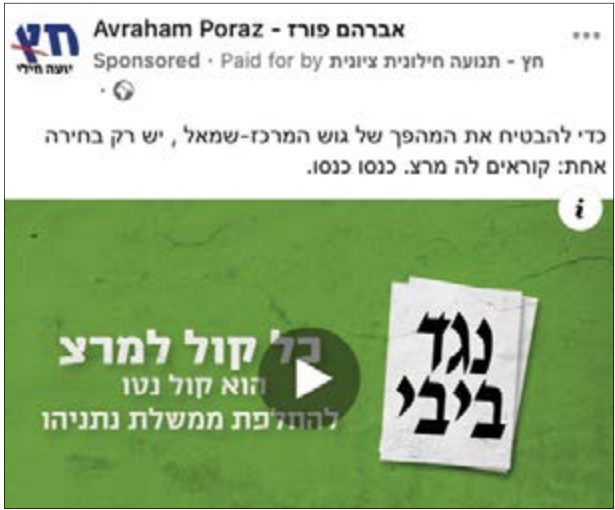 חץ
יועה חילי
Avraham Poraz - אברהם פורז
Sponsored · Paid for by חץ - תנועה חילונית ציונית
כדי להבטיח את המהפך של גוש המרכז-שמאל , יש רק בחירה
אחת: קוראים לה מרצ. כנסו כנסו.
i
נגד
ביבי
כל קול למרצ
הוא קול נטו
להחלפת ממשלת נתניהו